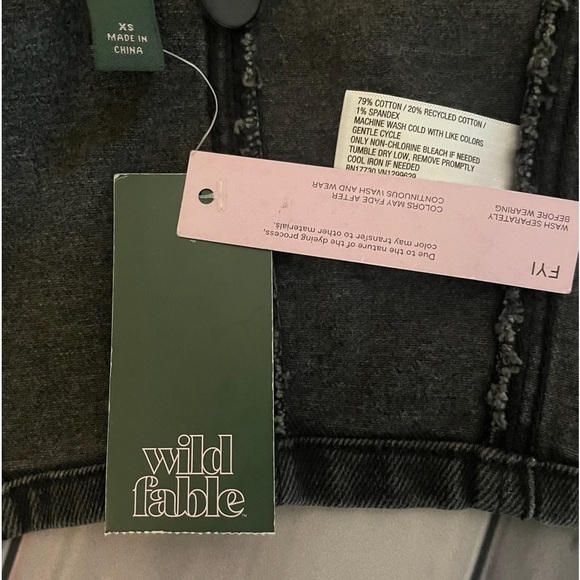 XS
MADE IN
CHINA
79% COTTON / 20% RECYCLED COTTON /
1% SPANDEX
MACHINE WASH COLD WITH LIKE COLORS
GENTLE CYCLE
ONLY NON-CHLORINE BLEACH IF NEEDED
TUMBLE DRY LOW, REMOVE PROMPTLY
COOL IRON IF NEEDED
RN17730 VN1299629
FYI
Due to the nature of the dyeing process,
color may transfer to other materials.
WASH SEPARATELY
BEFORE WEARING
COLORS MAY FADE AFTER
CONTINUOUS WASH AND WEAR
wild
fable™